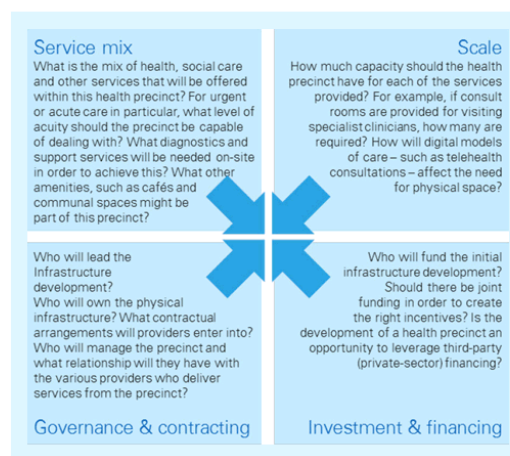 Service mix
What is the mix of health, social care
and other services that will be offered
within this health precinct? For urgent
or acute care in particular, what level of
acuity should the precinct be capable
of dealing with? What diagnostics and
support services will be needed on-site
in order to achieve this? What other
amenities, such as cafés and
communal spaces might be
part of this precinct?
Scale
How much capacity should the health
precinct have for each of the services
provided? For example, if consult
rooms are provided for visiting
specialist clinicians, how many are
required? How will digital models
of care – such as telehealth
consultations – affect the need
for physical space?
Who will lead the
Infrastructure
development?
Who will own the physical
infrastructure? What contractual
arrangements will providers enter into?
Who will manage the precinct and
what relationship will they have with
the various providers who deliver
services from the precinct?
Governance & contracting
Who will fund the initial
infrastructure development?
Should there be joint
funding in order to create
the right incentives? Is the
development of a health precinct an
opportunity to leverage third-party
(private-sector) financing?
Investment & financing